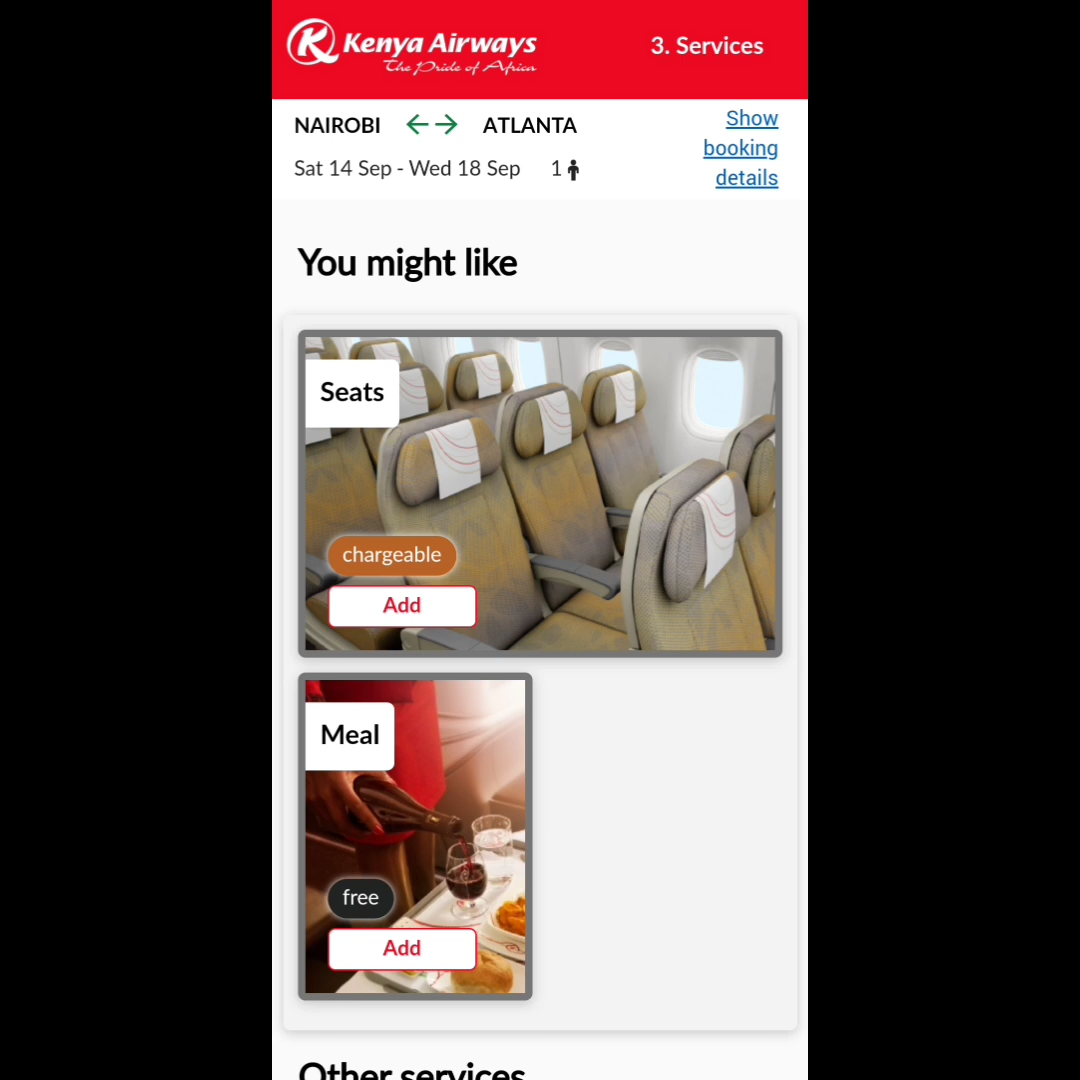 Kenya Airways
The Pride of Africa
3. Services
NAIROBI ATLANTA
Sat 14 Sep - Wed 18 Sep 1
Show
booking
details
You might like
Seats
chargeable
Add
Meal
free
Add
Other services